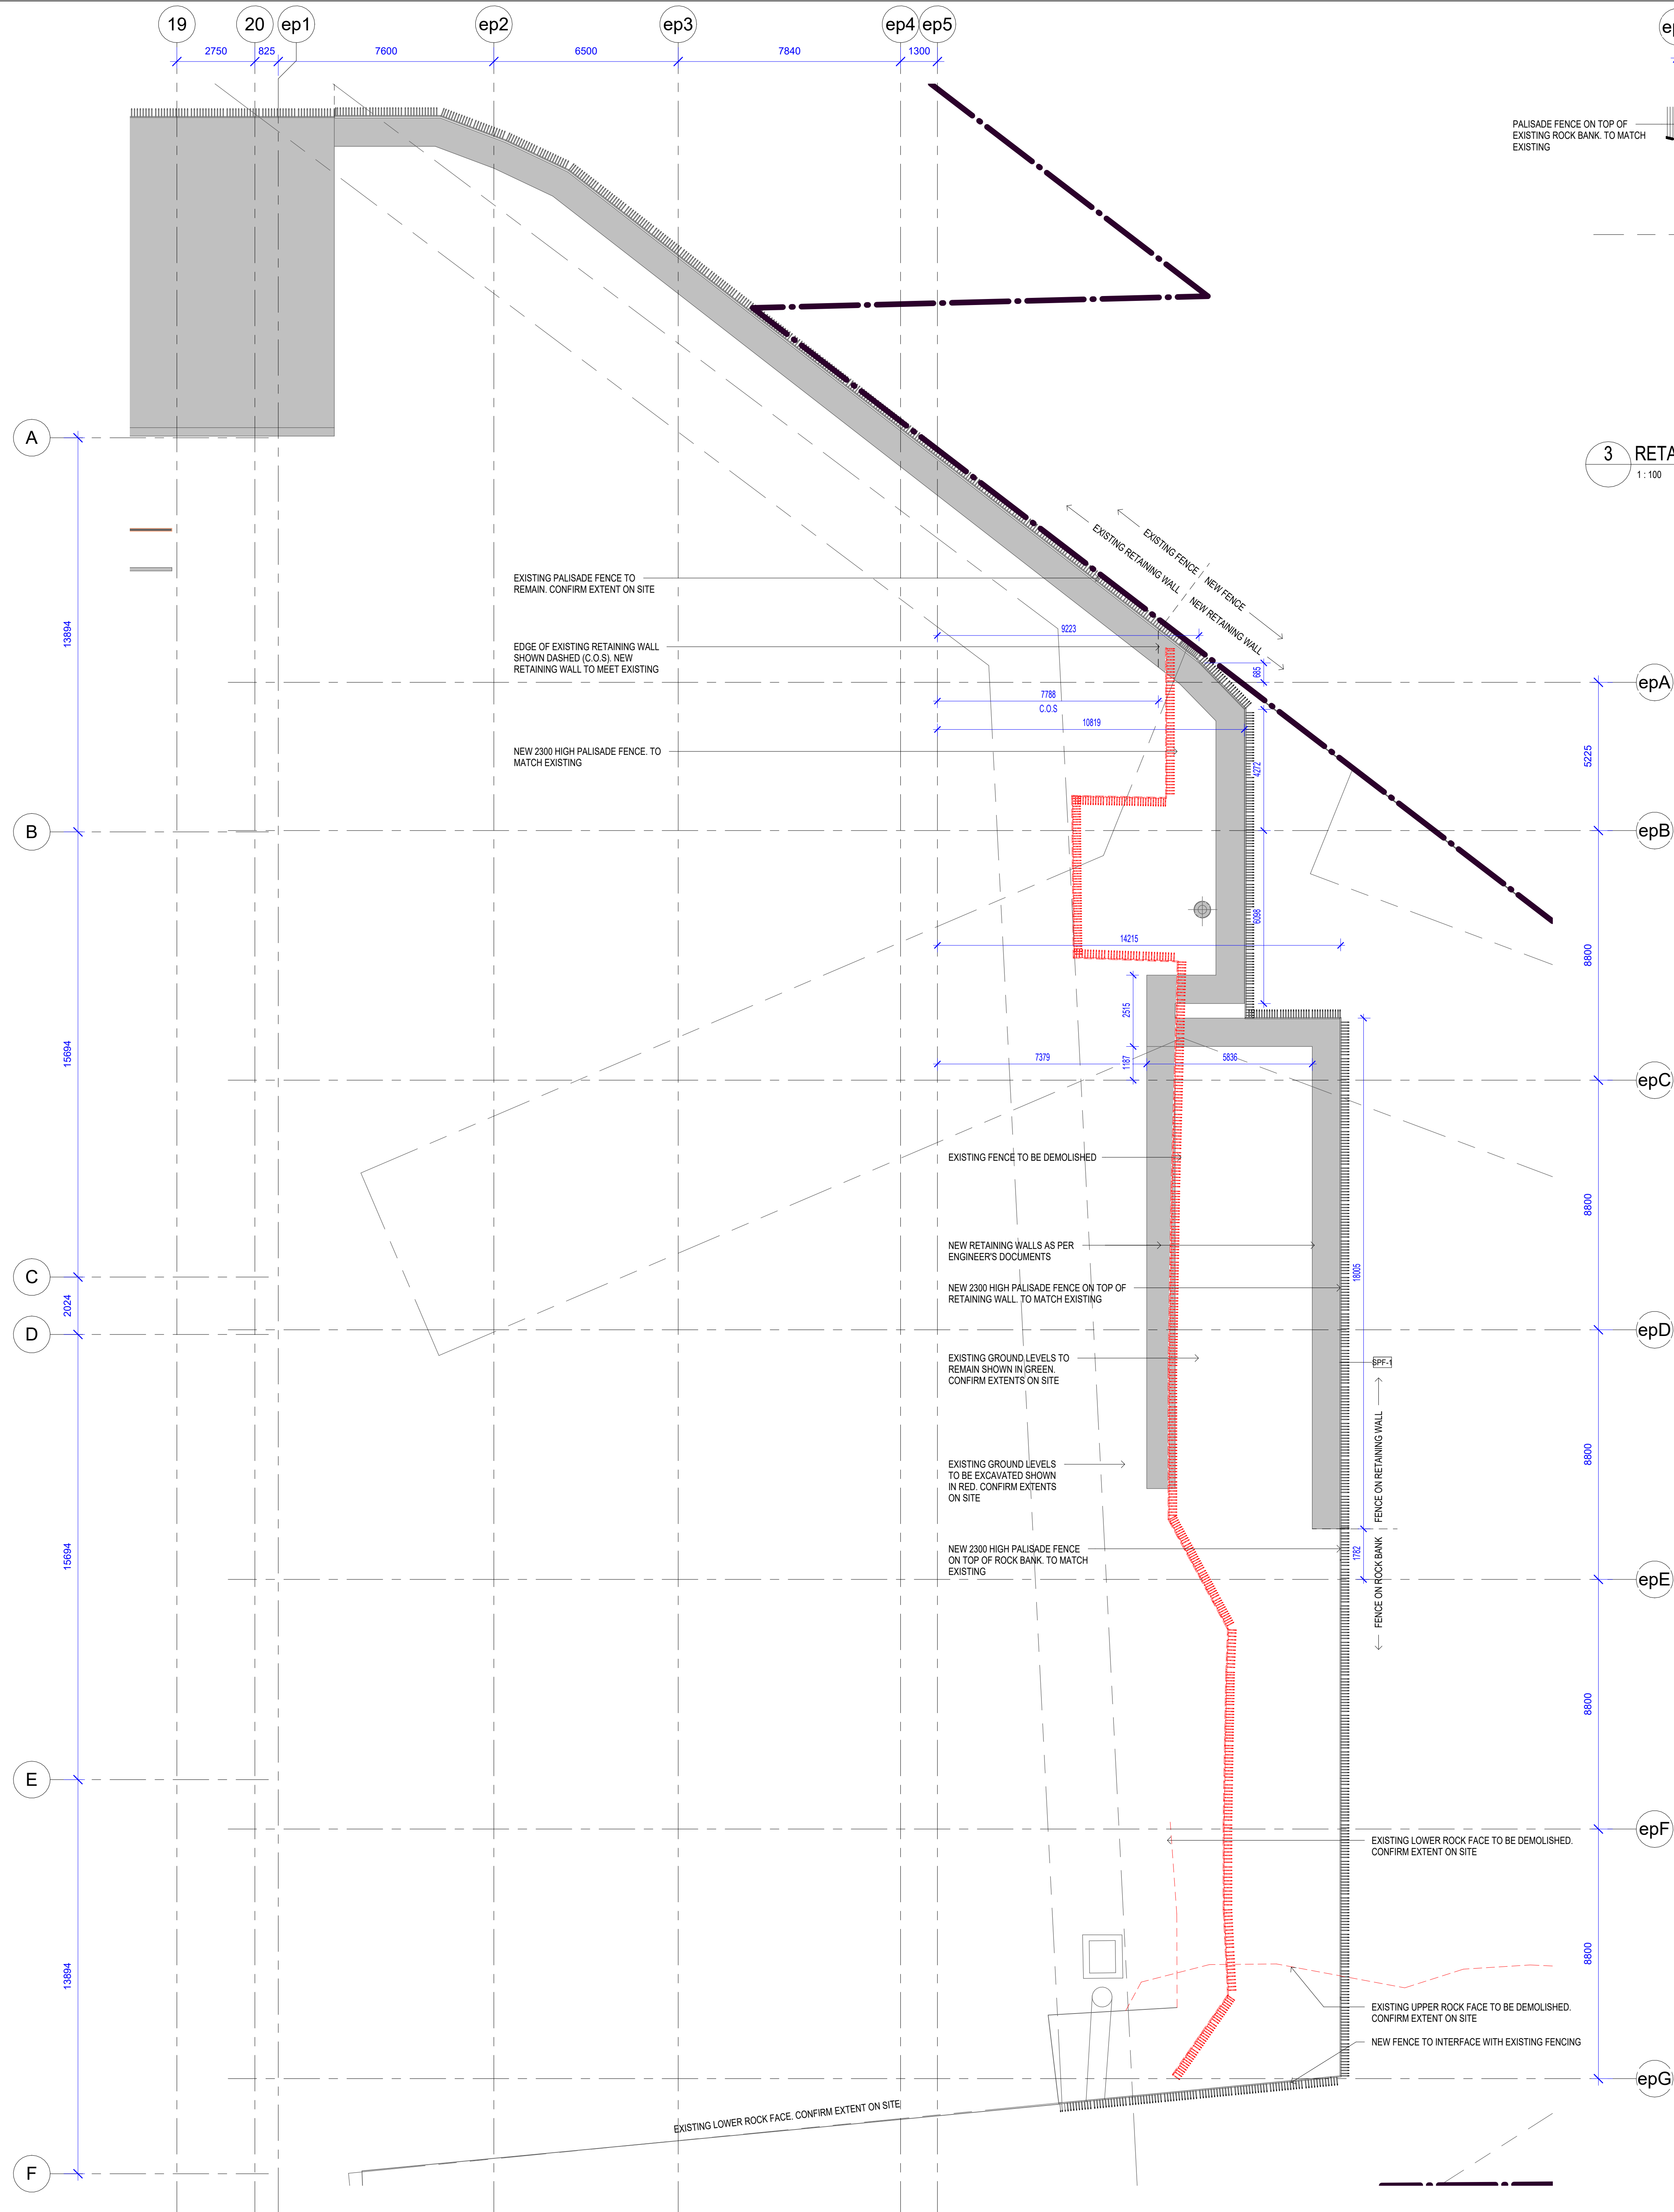 19
20
ep1
ep2
ep3
ep4
ep5
2750
825
7600
6500
7840
1300
PALISADE FENCE ON TOP OF
EXISTING ROCK BANK. TO MATCH
EXISTING
A
3
RETA
1 : 100
EXISTING FENCE
NEW FENCE
EXISTING RETAINING WALL
NEW RETAINING WALL
EXISTING PALISADE FENCE TO
REMAIN. CONFIRM EXTENT ON SITE
13894
9223
EDGE OF EXISTING RETAINING WALL
SHOWN DASHED (C.O.S). NEW
RETAINING WALL TO MEET EXISTING
685
epA
7788
C.O.S
10819
NEW 2300 HIGH PALISADE FENCE. TO
MATCH EXISTING
4272
5225
B
epB
6098
14215
8800
2515
15694
7379
1187
5836
epC
EXISTING FENCE TO BE DEMOLISHED
8800
NEW RETAINING WALLS AS PER
ENGINEER'S DOCUMENTS
18005
C
NEW 2300 HIGH PALISADE FENCE ON TOP OF
RETAINING WALL. TO MATCH EXISTING
2024
D
epD
EXISTING GROUND LEVELS TO
REMAIN SHOWN IN GREEN.
CONFIRM EXTENTS ON SITE
SPF-1
FENCE ON RETAINING WALL
8800
EXISTING GROUND LEVELS
TO BE EXCAVATED SHOWN
IN RED. CONFIRM EXTENTS
ON SITE
15694
NEW 2300 HIGH PALISADE FENCE
ON TOP OF ROCK BANK. TO MATCH
EXISTING
1782
FENCE ON ROCK BANK
epE
8800
E
epF
EXISTING LOWER ROCK FACE TO BE DEMOLISHED.
CONFIRM EXTENT ON SITE
13894
8800
EXISTING UPPER ROCK FACE TO BE DEMOLISHED.
CONFIRM EXTENT ON SITE
NEW FENCE TO INTERFACE WITH EXISTING FENCING
epG
EXISTING LOWER ROCK FACE. CONFIRM EXTENT ON SITE
F